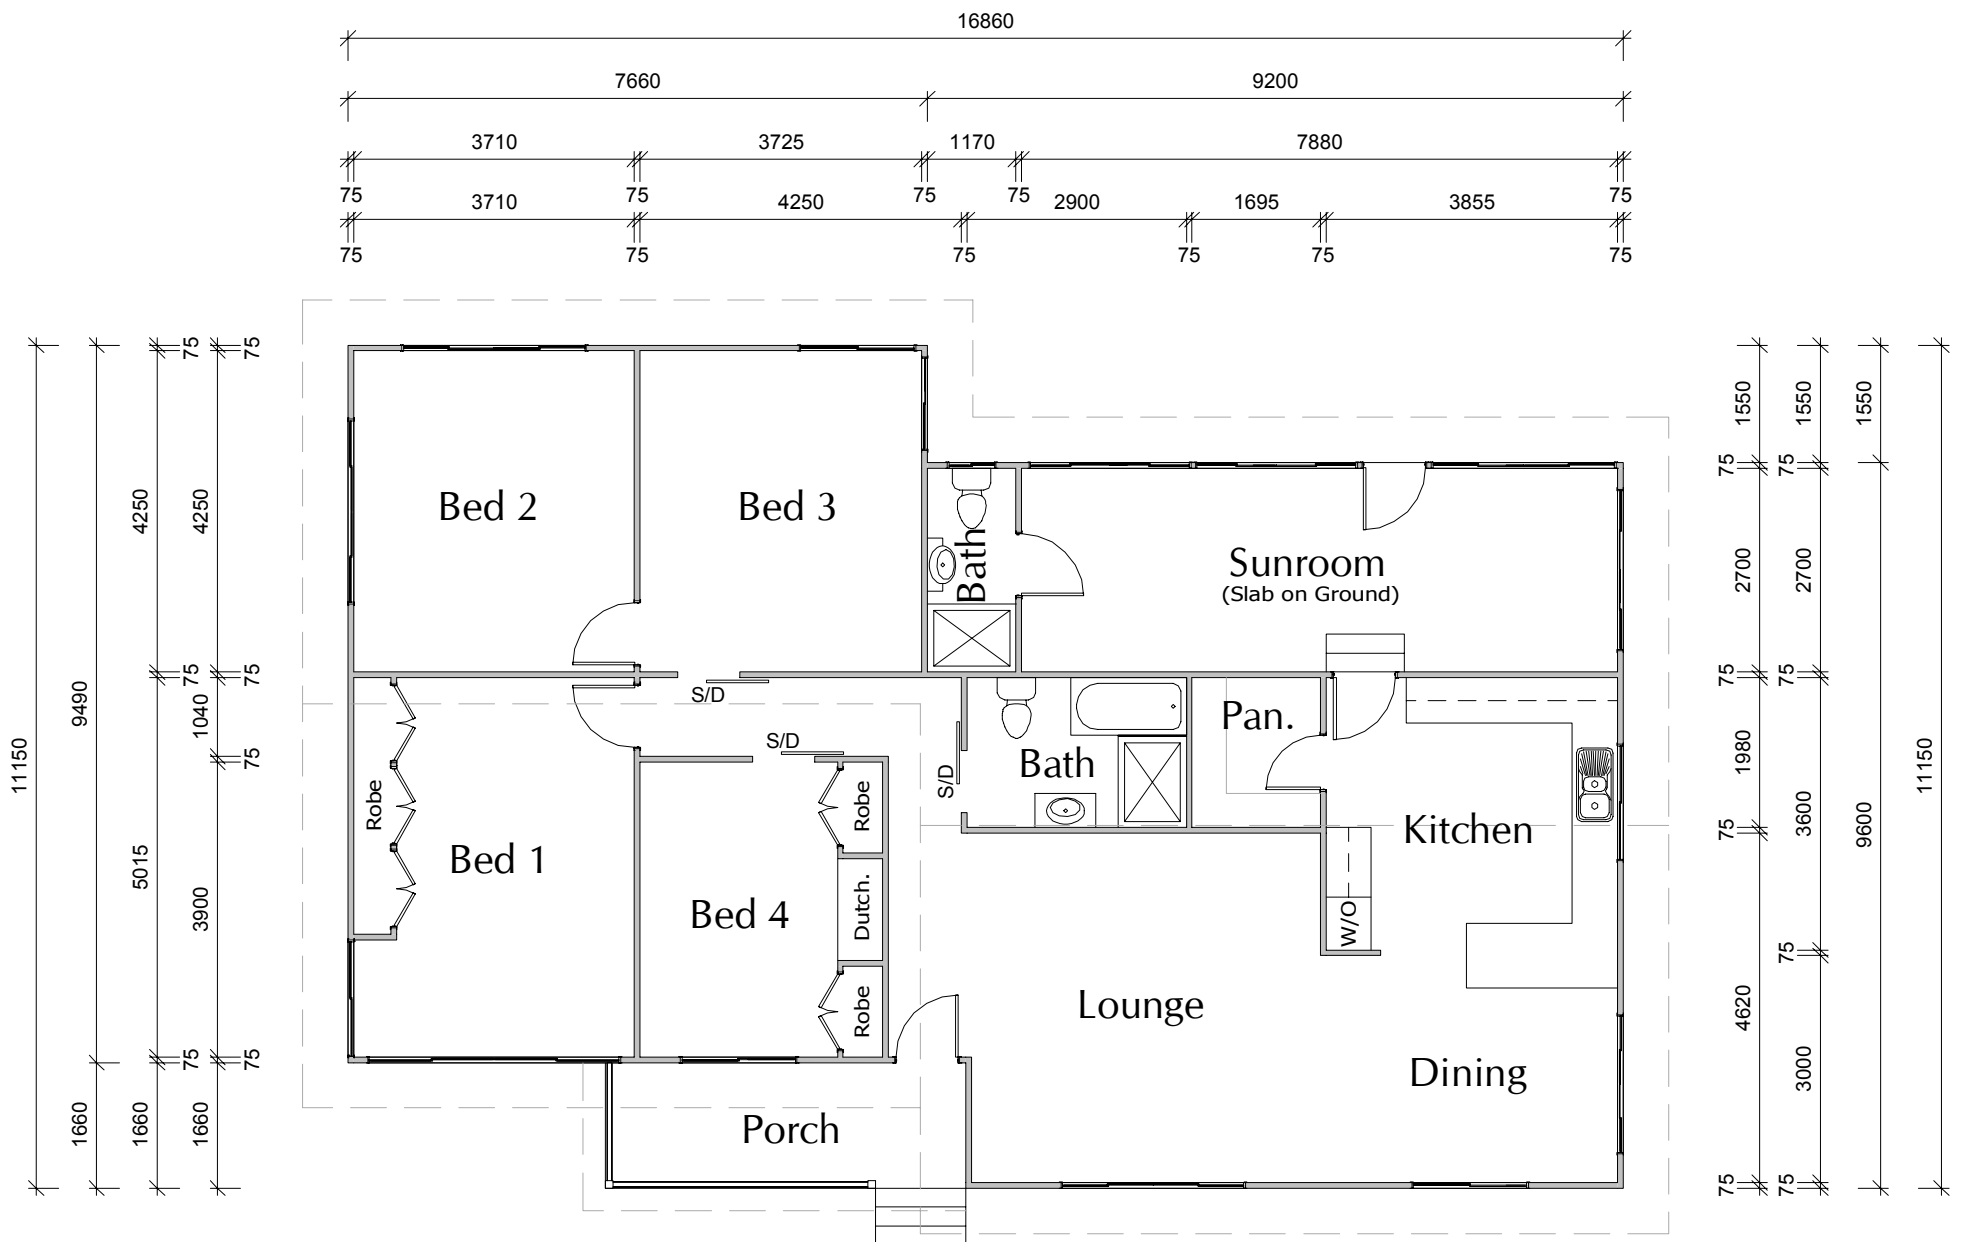 16860
7660 9200
3710 3725 1170 7880
75 75 75 75 75
3710 4250 2900 1695 3855
75 75 75 75 75 75
11150
9490
1660
75
4250
75
5015
75
1660
75
4250
75
1040
75
3900
75
1660
Bed 2
Bed 3
Bath
Sunroom
(Slab on Ground)
S/D
S/D
S/D
Robe
Bed 1
Bed 4
Robe
Dutch.
Robe
Bath
Pan.
Kitchen
W/O
Lounge
Dining
Porch
1550
75
2700
75
1980
75
4620
75
1550
75
2700
75
3600
75
3000
75
1550
9600
11150